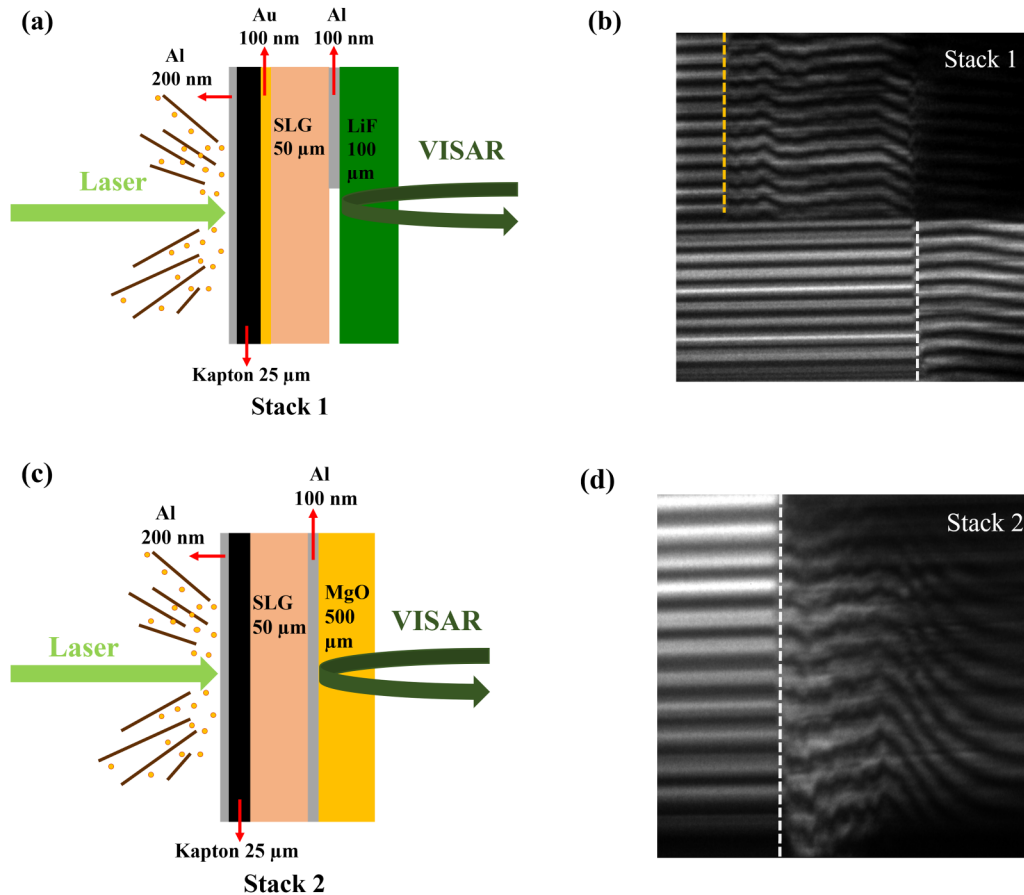 (a)
Au
100 nm
Al
100 nm
Al
200 nm
SLG
50 µm
LiF
100
µm
VISAR
Laser
Kapton 25 µm
Stack 1
(b)
Stack 1
(c)
Al
100 nm
Al
200 nm
SLG
50 µm
MgO
500
µm
VISAR
Laser
Kapton 25 µm
Stack 2
(d)
Stack 2